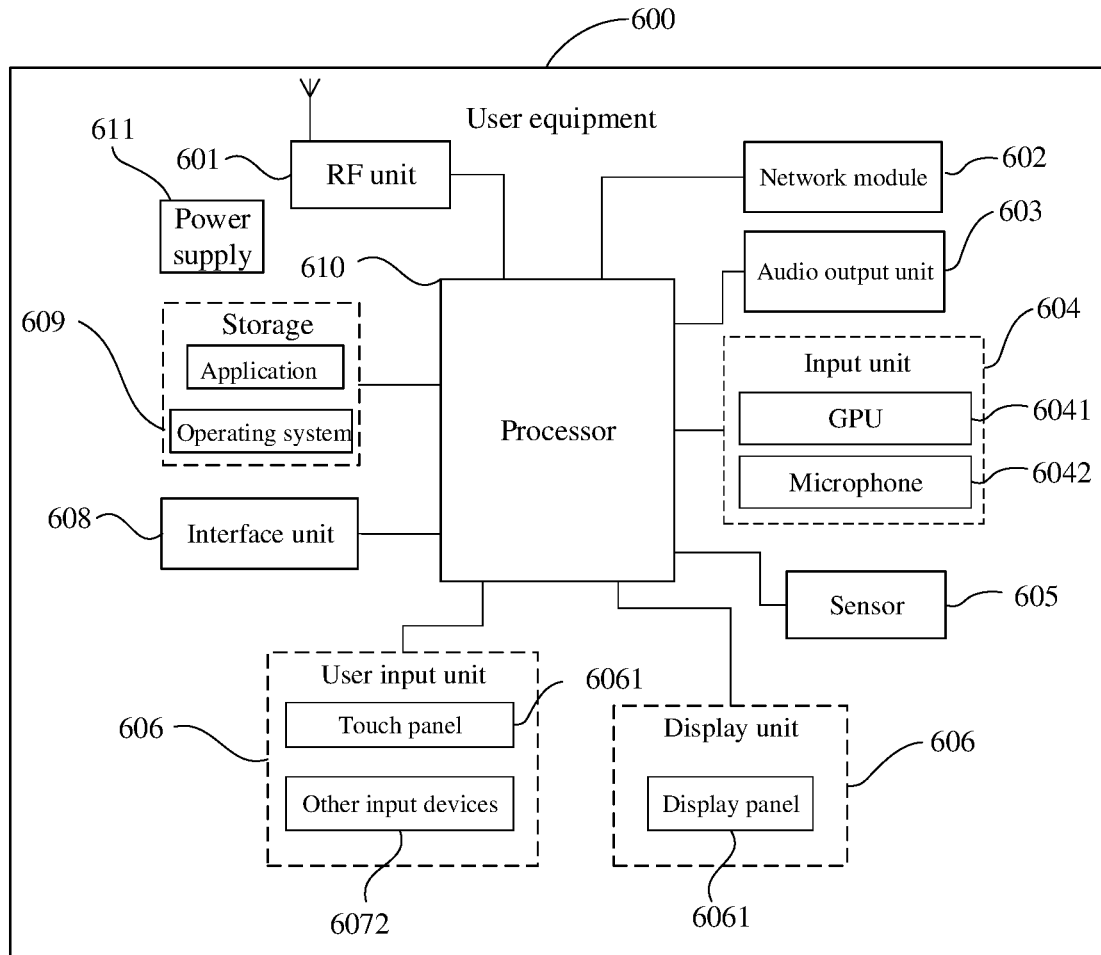 600
User equipment
611
601
RF unit
602
Network module
Power
supply
603
Audio output unit
610
609
Storage
Application
Operating system
604
Input unit
GPU
6041
Microphone
6042
Processor
608
Interface unit
Sensor
605
User input unit
6061
Touch panel
606
Other input devices
6072
Display unit
606
Display panel
6061